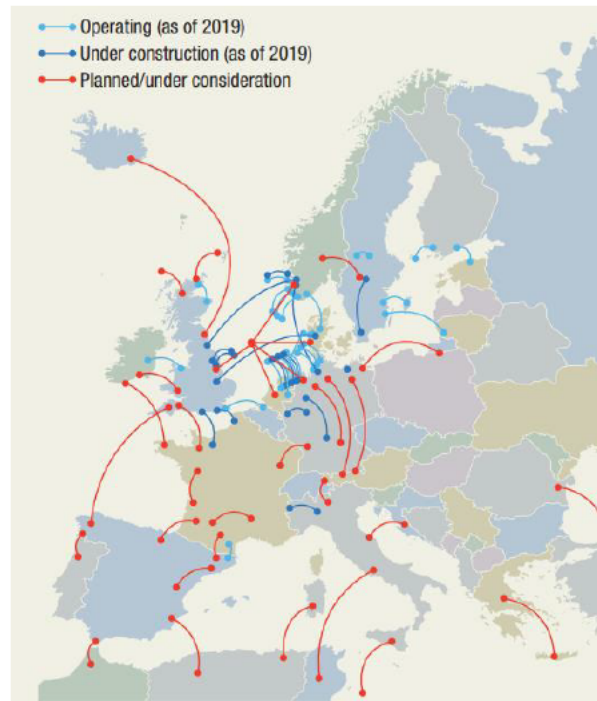 Operating (as of 2019)
Under construction (as of 2019)
Planned/under consideration